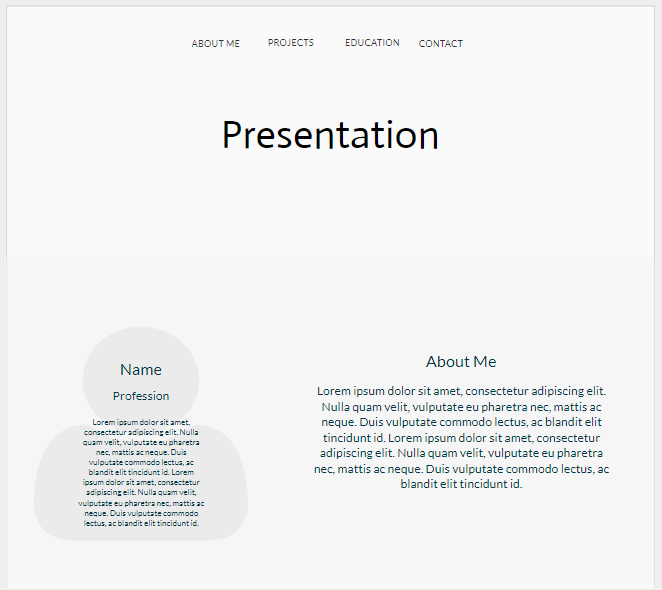 ABOUT ME PROJECTS EDUCATION CONTACT
Presentation
Name
Profession
Lorem ipsum dolor sit amet,
consectetur adipiscing elit. Nulla
quam velit, vulputate eu pharetra
nec, mattis ac neque. Duis
vulputate commodo lectus, ac
blandit elit tincidunt id. Lorem
ipsum dolor sit amet, consectetur
adipiscing elit. Nulla quam velit,
vulputate eu pharetra nec, mattis ac
neque. Duis vulputate commodo
lectus, ac blandit elit tincidunt id.
About Me
Lorem ipsum dolor sit amet, consectetur adipiscing elit.
Nulla quam velit, vulputate eu pharetra nec, mattis ac
neque. Duis vulputate commodo lectus, ac blandit elit
tincidunt id. Lorem ipsum dolor sit amet, consectetur
adipiscing elit. Nulla quam velit, vulputate eu pharetra
nec, mattis ac neque. Duis vulputate commodo lectus, ac
blandit elit tincidunt id.